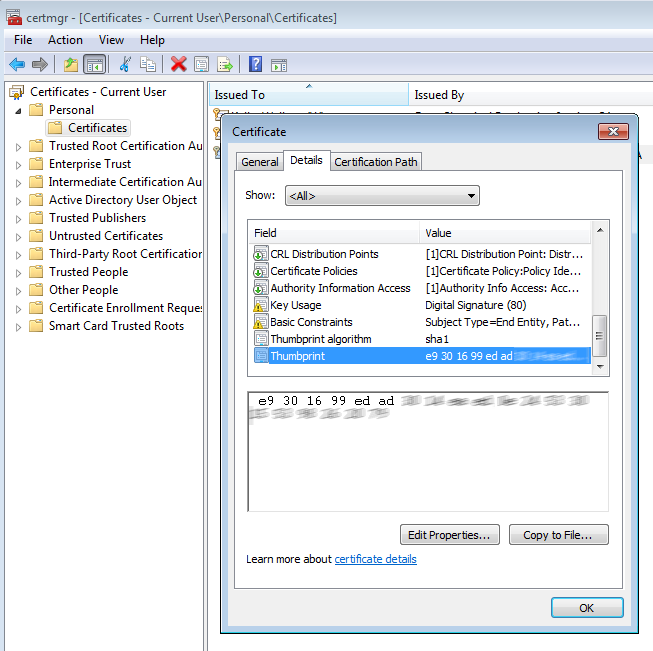 certmgr - [Certificates - Current User\Personal\Certificates]
File Action View Help
Certificates - Current User
Personal
Certificates
Trusted Root Certification Au
Enterprise Trust
Intermediate Certification Au
Active Directory User Object
Trusted Publishers
Untrusted Certificates
Third-Party Root Certification
Trusted People
Other People
Certificate Enrollment Reques
Smart Card Trusted Roots
Issued To Issued By
Certificate
General Details Certification Path
Show: <All>
Field Value
CRL Distribution Points [1]CRL Distribution Point: Distr...
Certificate Policies [1]Certificate Policy:Policy Ide...
Authority Information Access [1]Authority Info Access: Acc...
Key Usage Digital Signature (80)
Basic Constraints Subject Type=End Entity, Pat...
Thumbprint algorithm sha1
Thumbprint e9 30 16 99 ed ad
e9 30 16 99 ed ad
Edit Properties... Copy to File...
Learn more about certificate details
OK